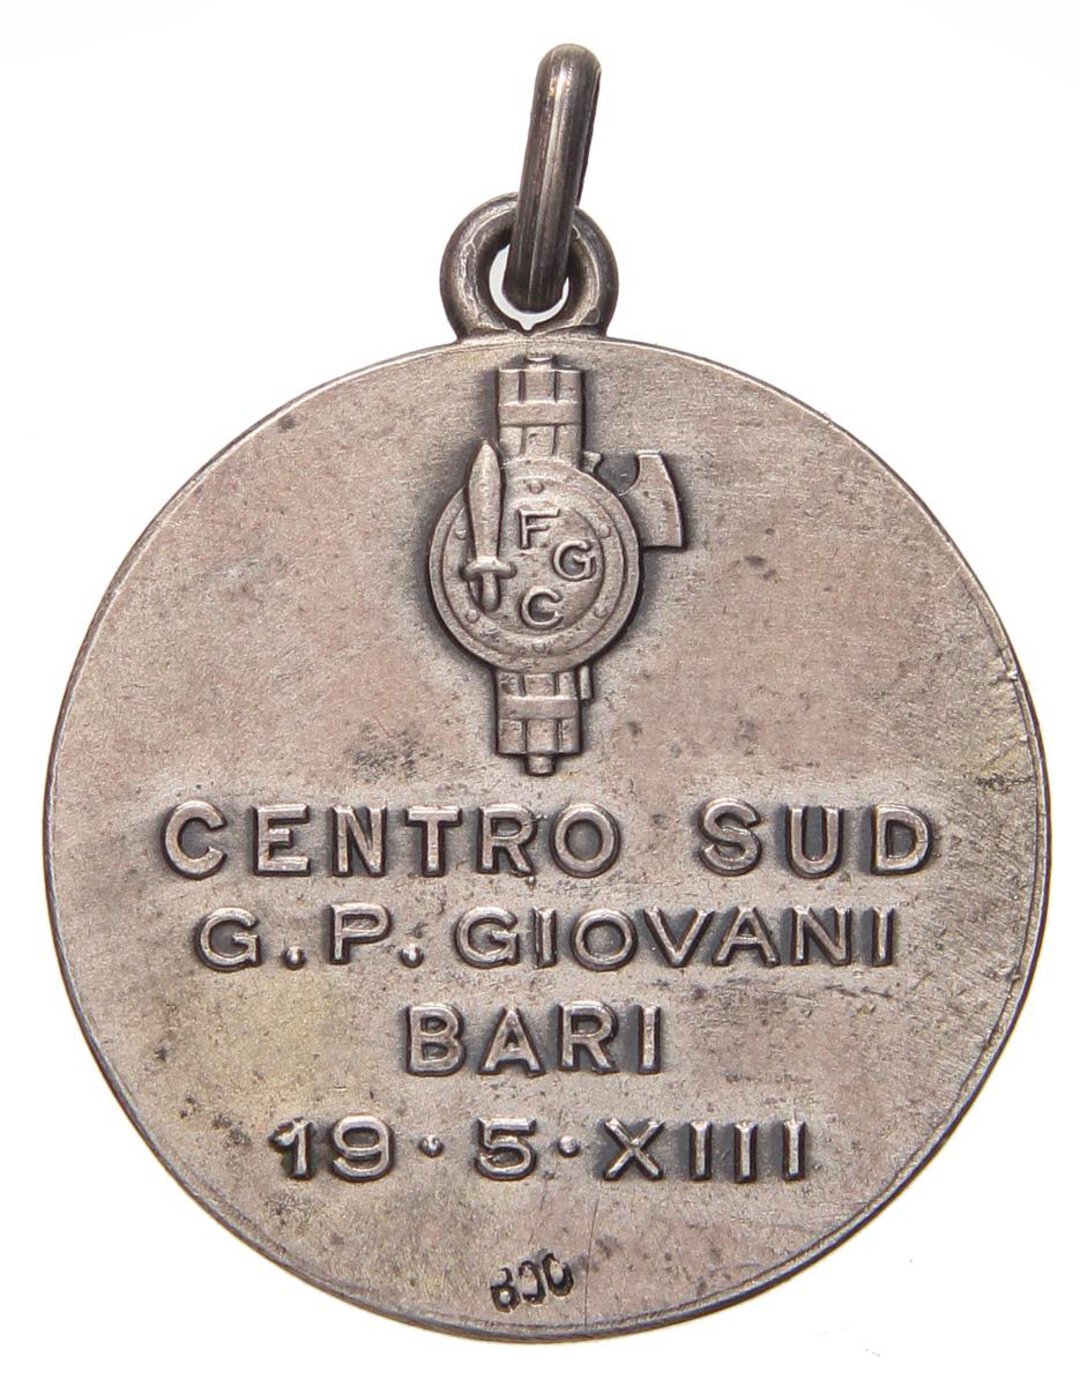 F
G
C
CENTRO SUD
G.P. GIOVANI
BARI
19·5·XIII
800